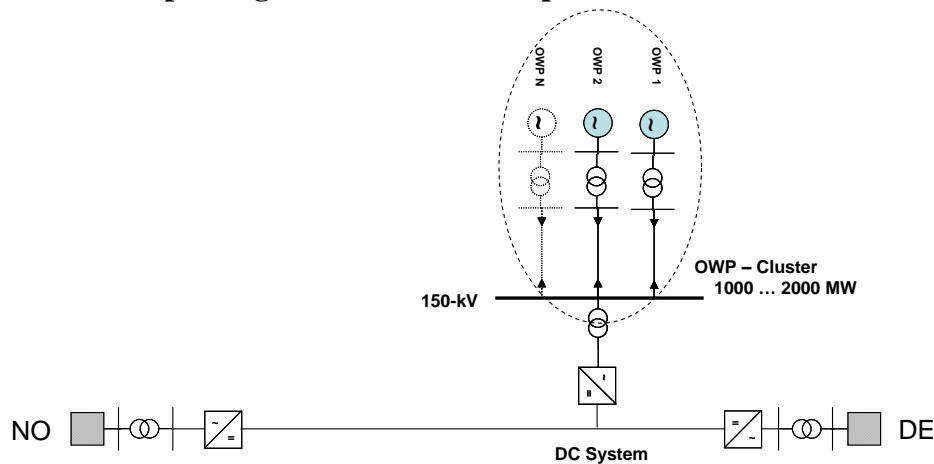 OWP N
OWP 2
OWP 1
~
~
~
OWP – Cluster
1000 ... 2000 MW
150-kV
~
=
NO
~
=
=
~
DE
DC System